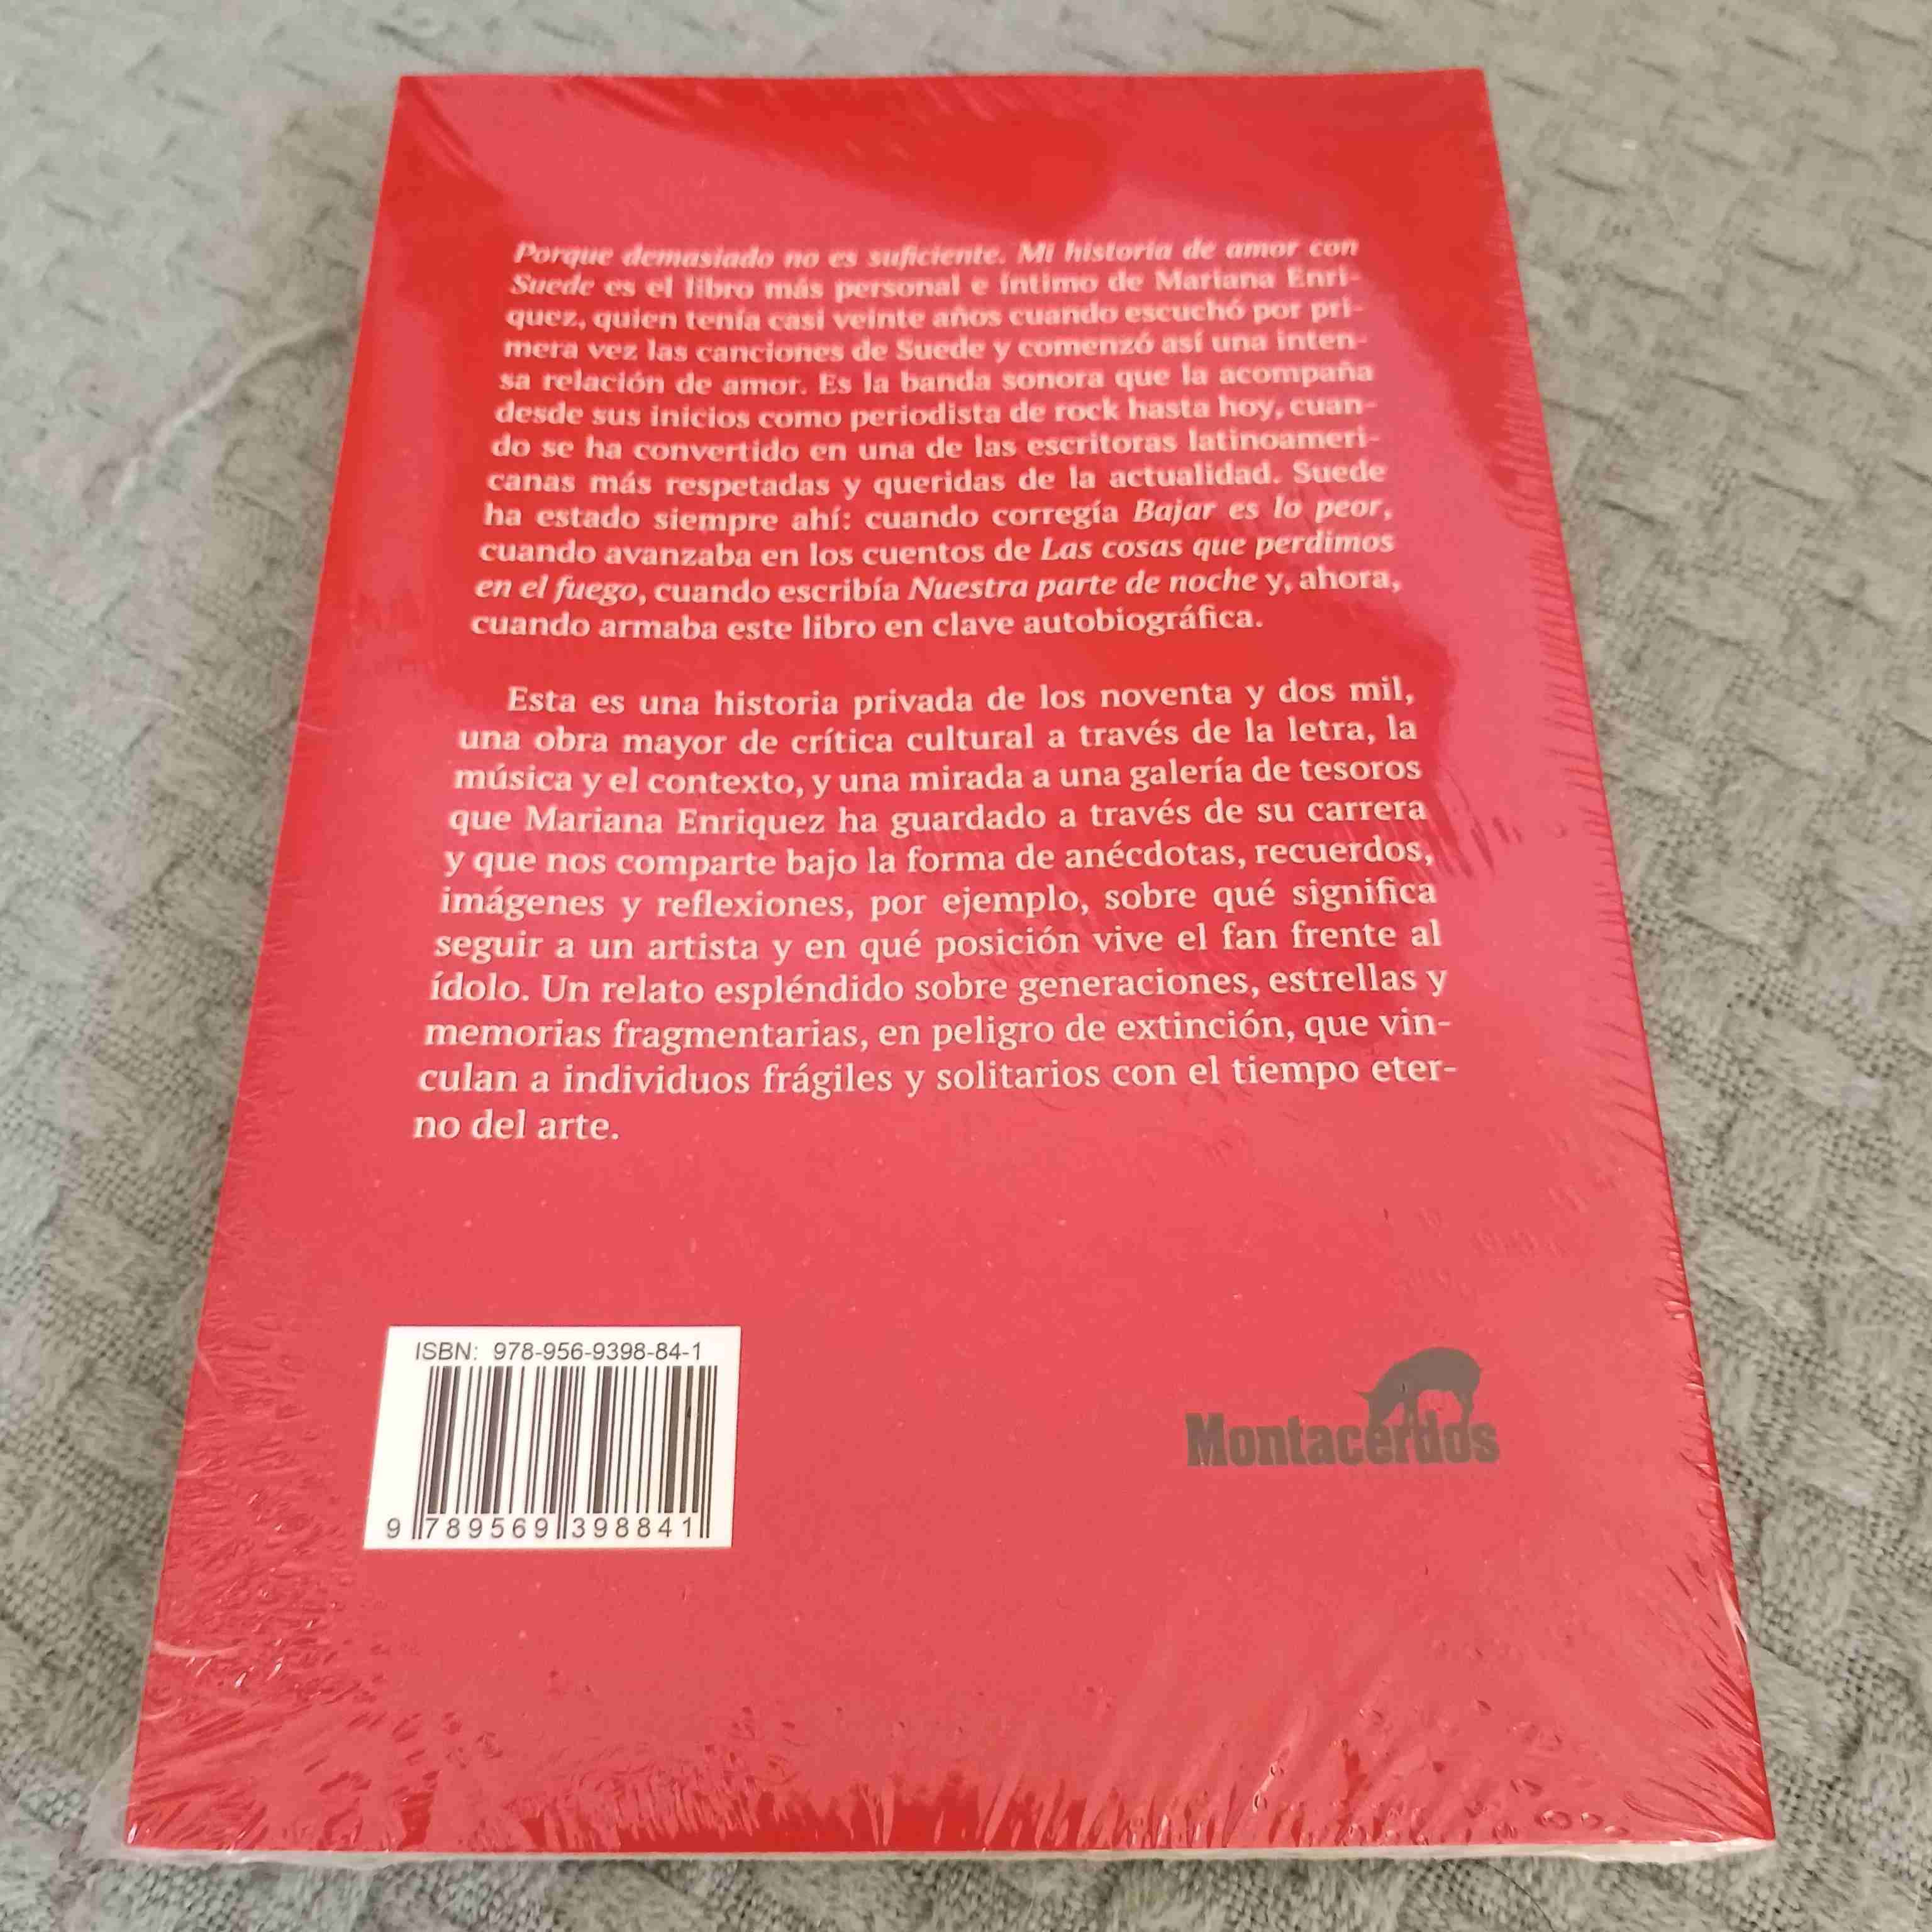 Porque demasiado no es suficiente. Mi historia de amor con
Suede es el libro más personal e íntimo de Mariana Enri-
quez, quien tenía casi veinte años cuando escuchó por pri-
mera vez las canciones de Suede y comenzó así una inten-
sa relación de amor. Es la banda sonora que la acompaña
desde sus inicios como periodista de rock hasta hoy, cuan-
do se ha convertido en una de las escritoras latinoameri-
canas más respetadas y queridas de la actualidad. Suede
ha estado siempre ahí: cuando corregía Bajar es lo peor,
cuando avanzaba en los cuentos de Las cosas que perdimos
en el fuego, cuando escribía Nuestra parte de noche y, ahora,
cuando armaba este libro en clave autobiográfica.
Esta es una historia privada de los noventa y dos mil,
una obra mayor de crítica cultural a través de la letra, la
música y el contexto, y una mirada a una galería de tesoros
que Mariana Enriquez ha guardado a través de su carrera
y que nos comparte bajo la forma de anécdotas, recuerdos,
imágenes y reflexiones, por ejemplo, sobre qué significa
seguir a un artista y en qué posición vive el fan frente al
ídolo. Un relato espléndido sobre generaciones, estrellas y
memorias fragmentarias, en peligro de extinción, que vin-
culan a individuos frágiles y solitarios con el tiempo eter-
no del arte.
ISBN: 978-956-9398-84-1
9 789569 398841
Montacerdos